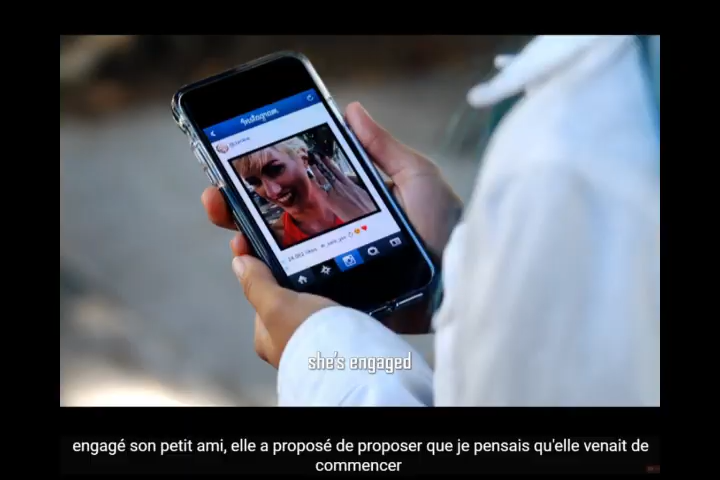 Instagram
she's engaged
engagé son petit ami, elle a proposé de proposer que je pensais qu'elle venait de
commencer